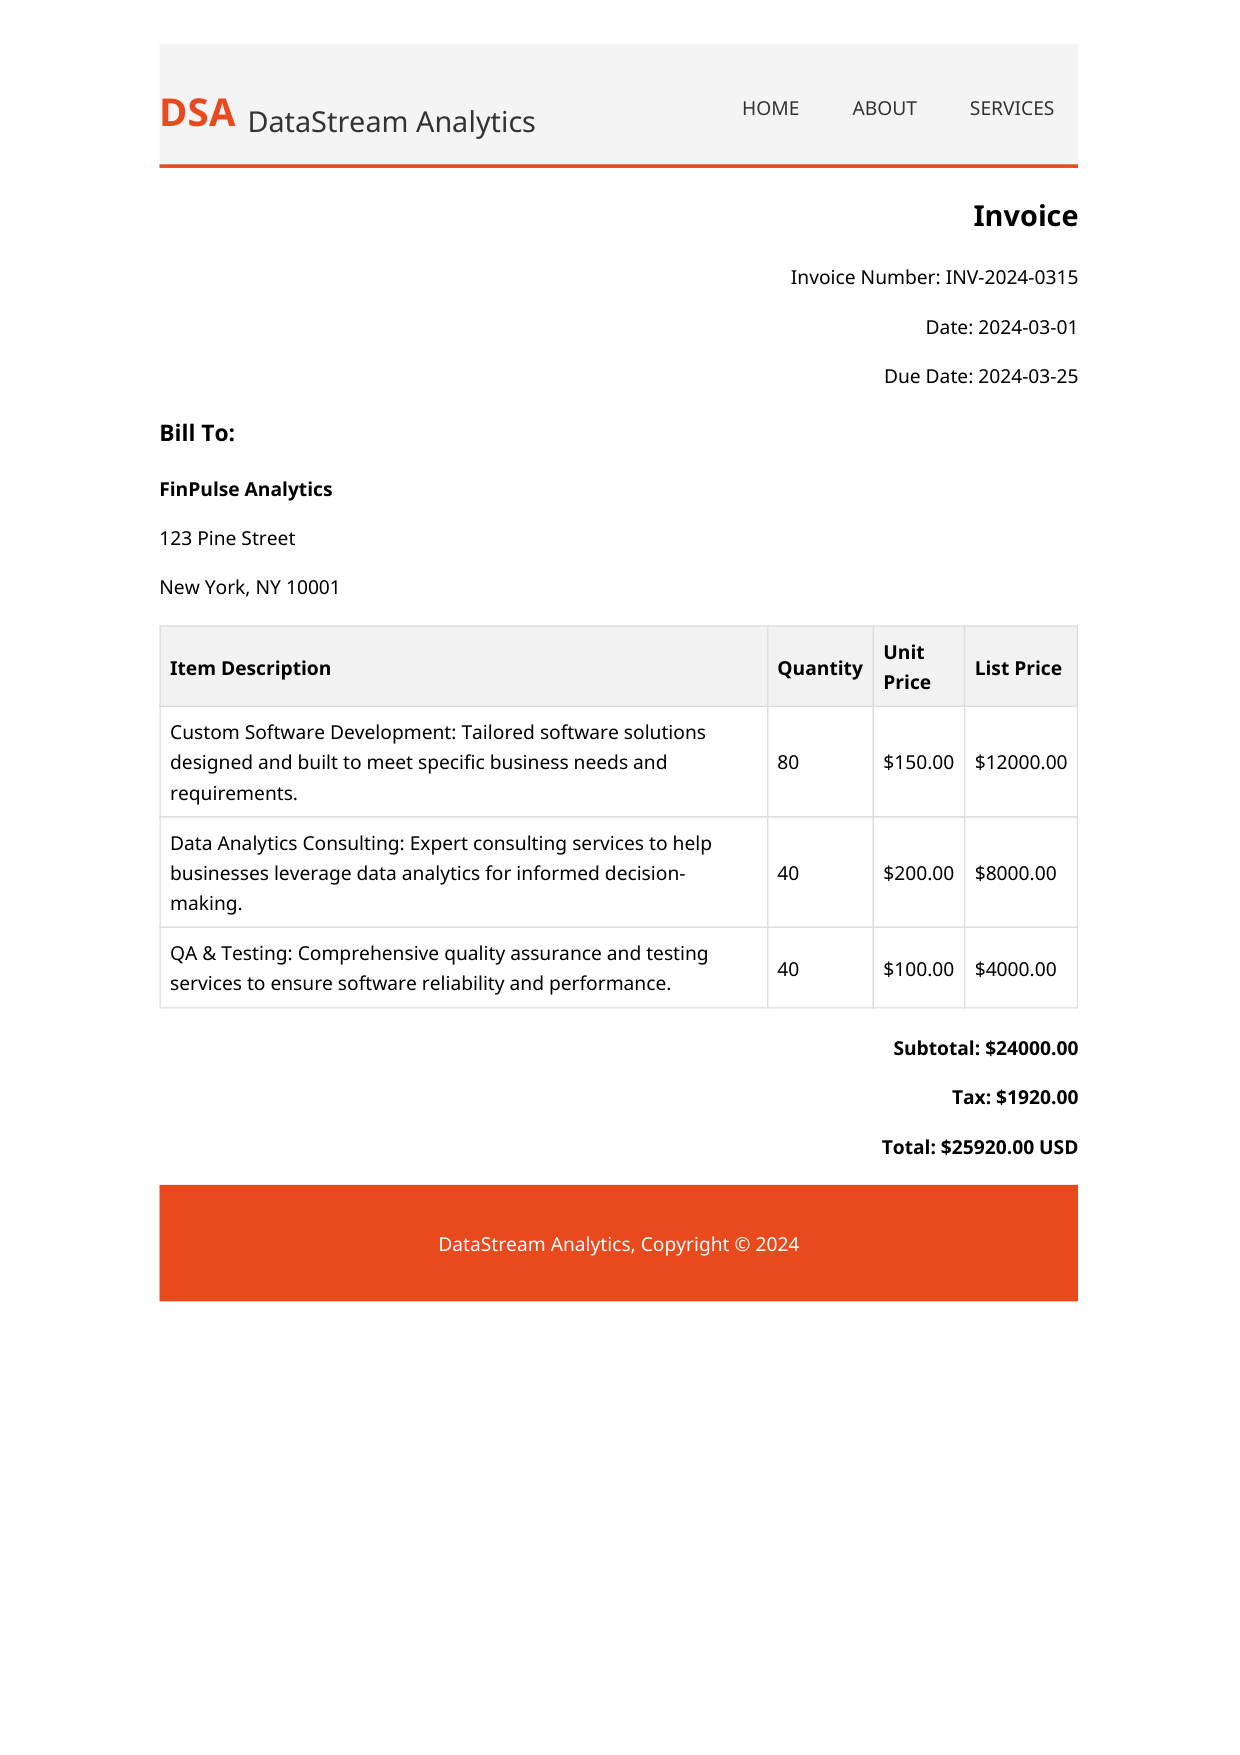 DSA DataStream Analytics HOME ABOUT SERVICES
Invoice
Invoice Number: INV-2024-0315
Date: 2024-03-01
Due Date: 2024-03-25
Bill To:
FinPulse Analytics
123 Pine Street
New York, NY 10001
Item Description Quantity Unit Price List Price
Custom Software Development: Tailored software solutions
designed and built to meet specific business needs and
requirements.
80 $150.00 $12000.00
Data Analytics Consulting: Expert consulting services to help
businesses leverage data analytics for informed decision-
making.
40 $200.00 $8000.00
QA & Testing: Comprehensive quality assurance and testing
services to ensure software reliability and performance.
40 $100.00 $4000.00
Subtotal: $24000.00
Tax: $1920.00
Total: $25920.00 USD
DataStream Analytics, Copyright © 2024